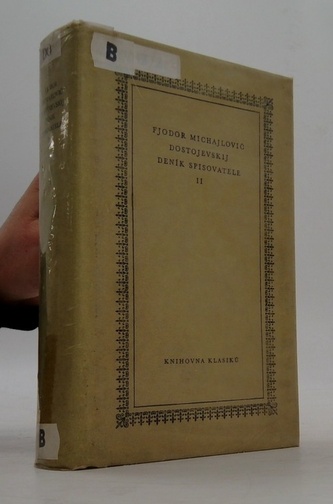 B
FJODOR MICHAJLOVIČ
DOSTOJEVSKIJ
DENÍK SPISOVATELE
II
KNIHOVNA KLASIKŮ
B